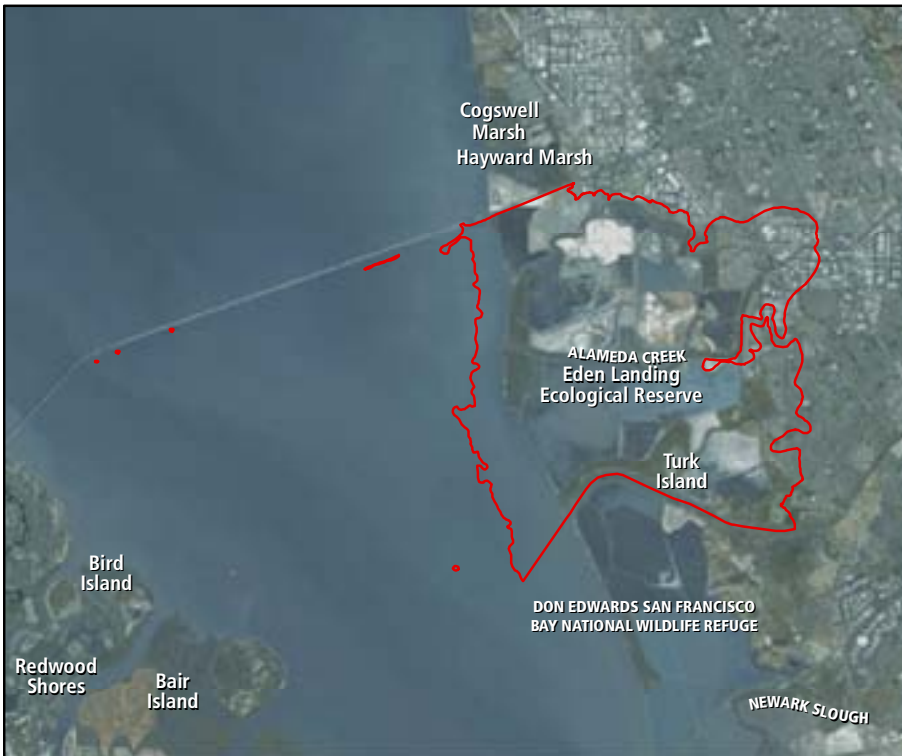 Cogswell
Marsh
Hayward Marsh
ALAMEDA CREEK
Eden Landing
Ecological Reserve
Turk
Island
Bird
Island
DON EDWARDS SAN FRANCISCO
BAY NATIONAL WILDLIFE REFUGE
Redwood
Shores
Bair
Island
NEWARK SLOUGH